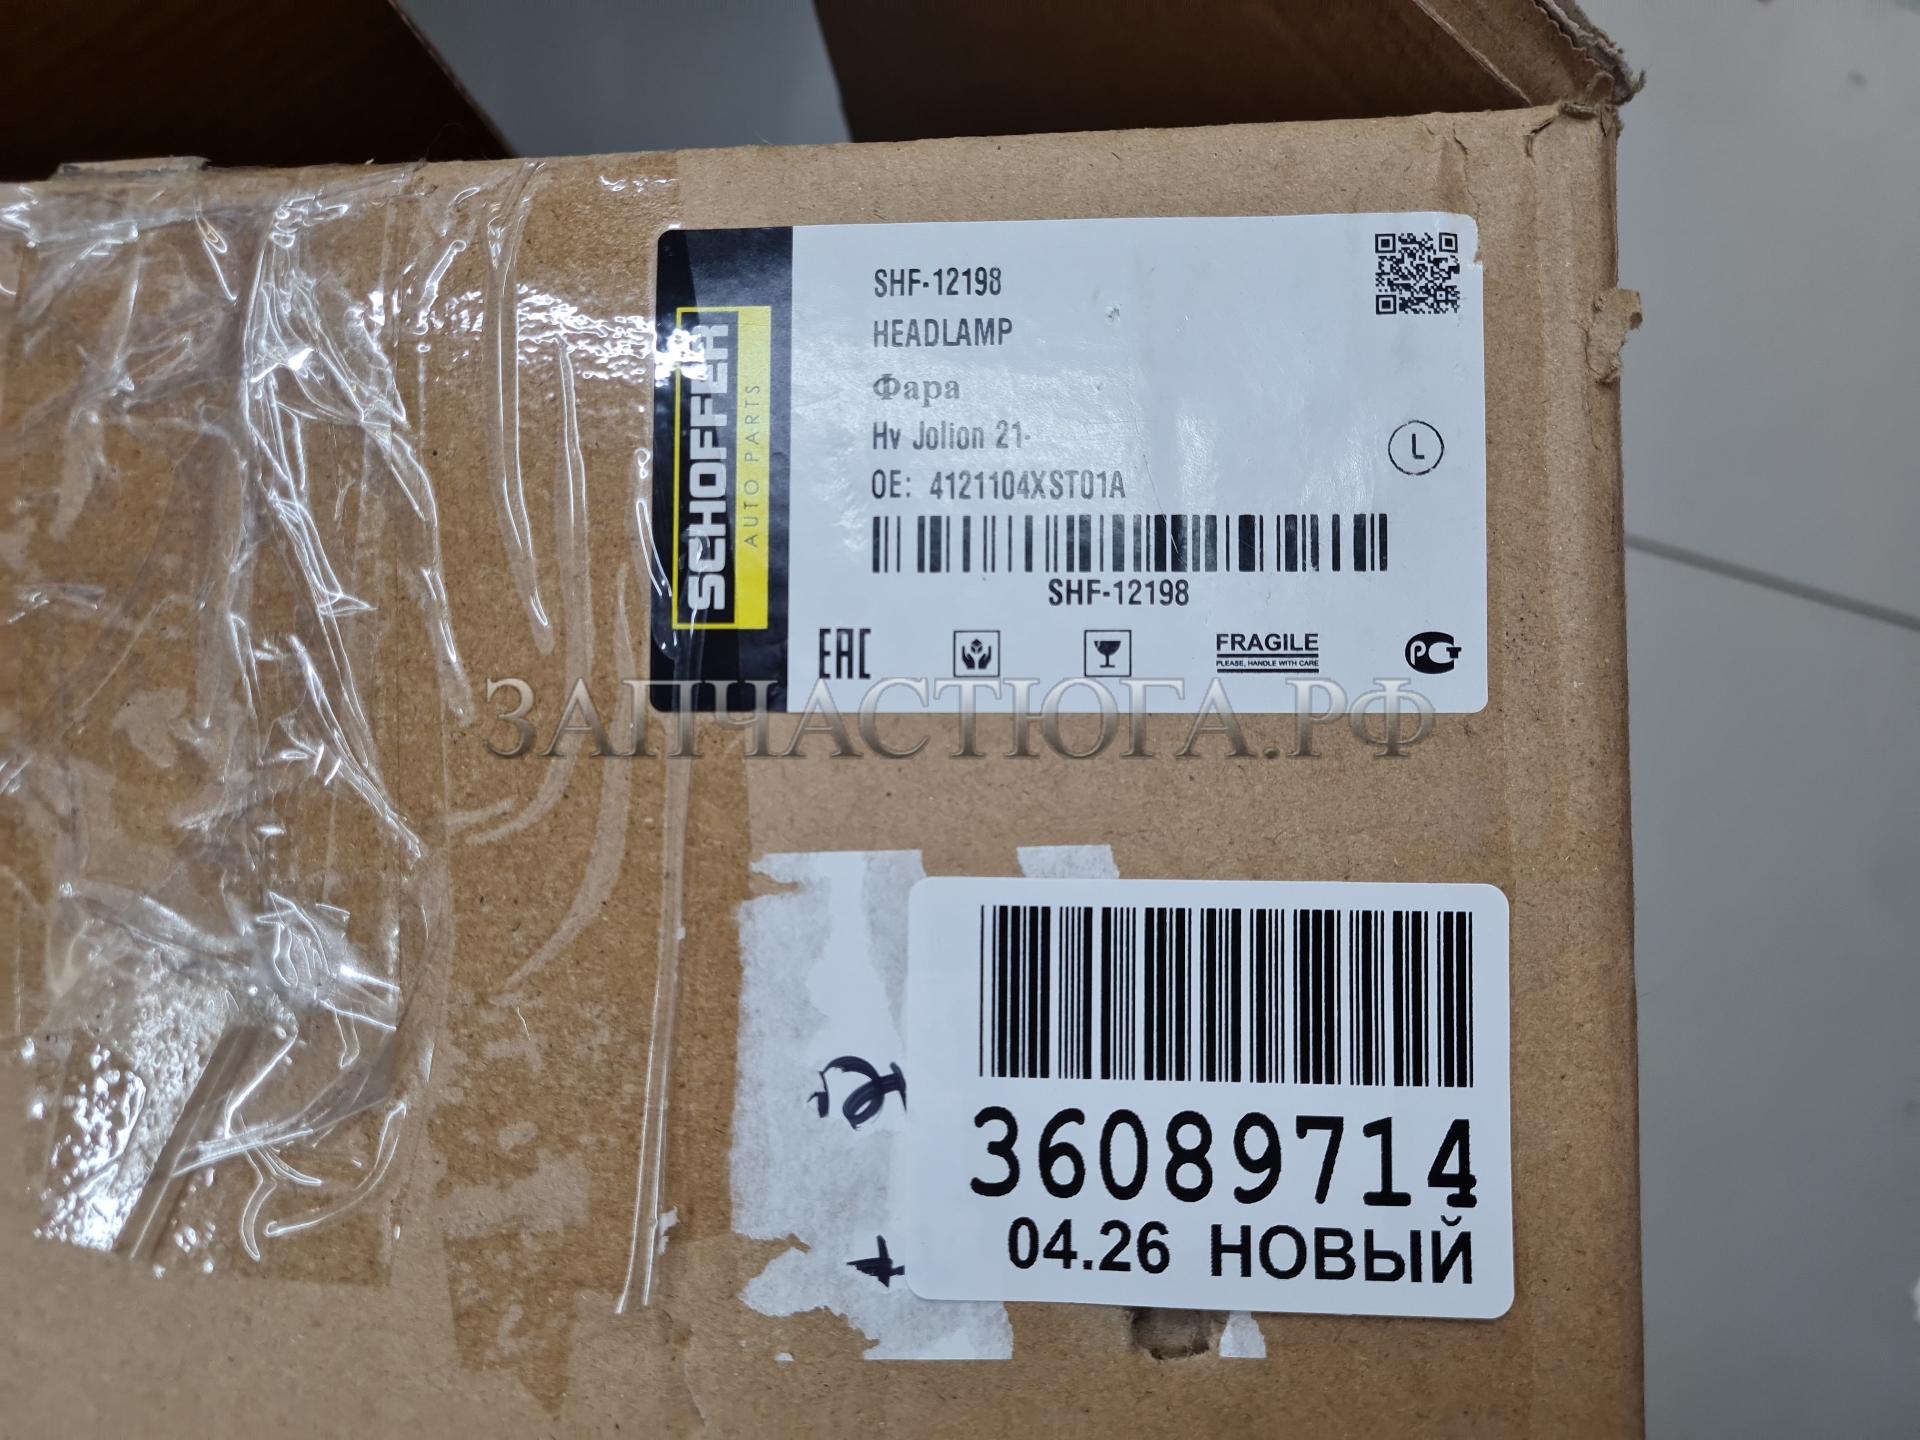 SCHOFFER
AUTO PARTS
SHF-12198
HEADLAMP
Фара
Hv Jolion 21-
L
OE: 4121104XST01A
SHF-12198
EAC
FRAGILE
PLEASE, HANDLE WITH CARE
РСТ
ЗАПЧАСТЮГА.РФ
36089714
04.26 НОВЫЙ